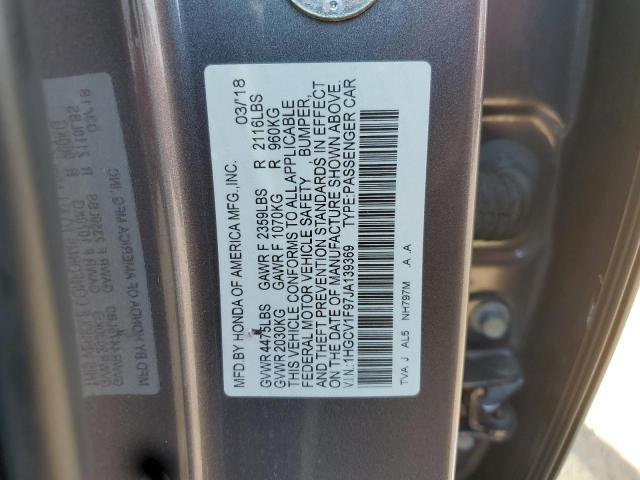 MFD.BY HONDA OF AMERICA MFG.,INC. 03/'18
GVWR 4475LBS GAWR F 2359LBS R 2116LBS
GVWR 2030KG GAWR F 1070KG R 960KG
THIS VEHICLE CONFORMS TO ALL APPLICABLE
FEDERAL MOTOR VEHICLE SAFETY , BUMPER,
AND THEFT PREVENTION STANDARDS IN EFFECT
ON THE DATE OF MANUFACTURE SHOWN ABOVE.
V.I.N.: 1HGCV1F97JA139369 TYPE:PASSENGER CAR
TVA J AL5 NH797M .A .A